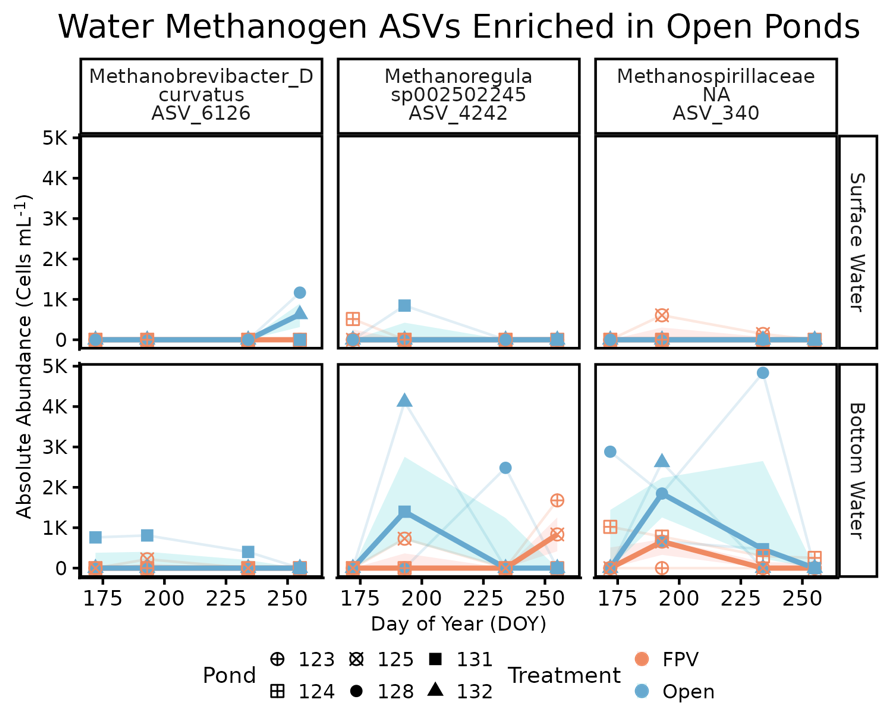 Water Methanogen ASVs Enriched in Open Ponds
Methanobrevibacter_D
curvatus
ASV_6126
Methanoregula
sp002502245
ASV_4242
Methanospirillaceae
NA
ASV_340
5K
4K
3K
2K
1K
0
Surface Water
5K
4K
3K
2K
1K
0
Bottom Water
Absolute Abundance (Cells mL⁻¹)
175 200 225 250
175 200 225 250
175 200 225 250
Day of Year (DOY)
Pond
123 125 131
124 128 132
Treatment
FPV
Open